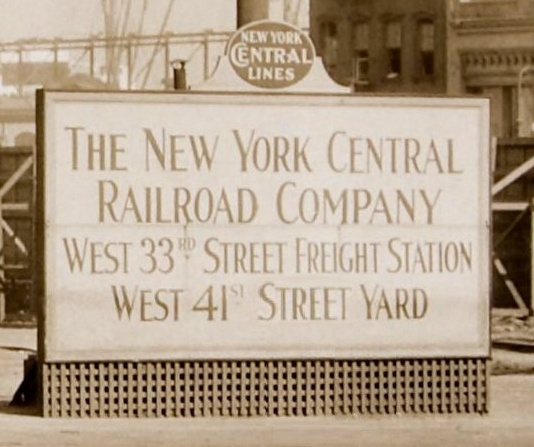 NEW YORK
CENTRAL
LINES
THE NEW YORK CENTRAL
RAILROAD COMPANY
WEST 33RD STREET FREIGHT STATION
WEST 41ST STREET YARD